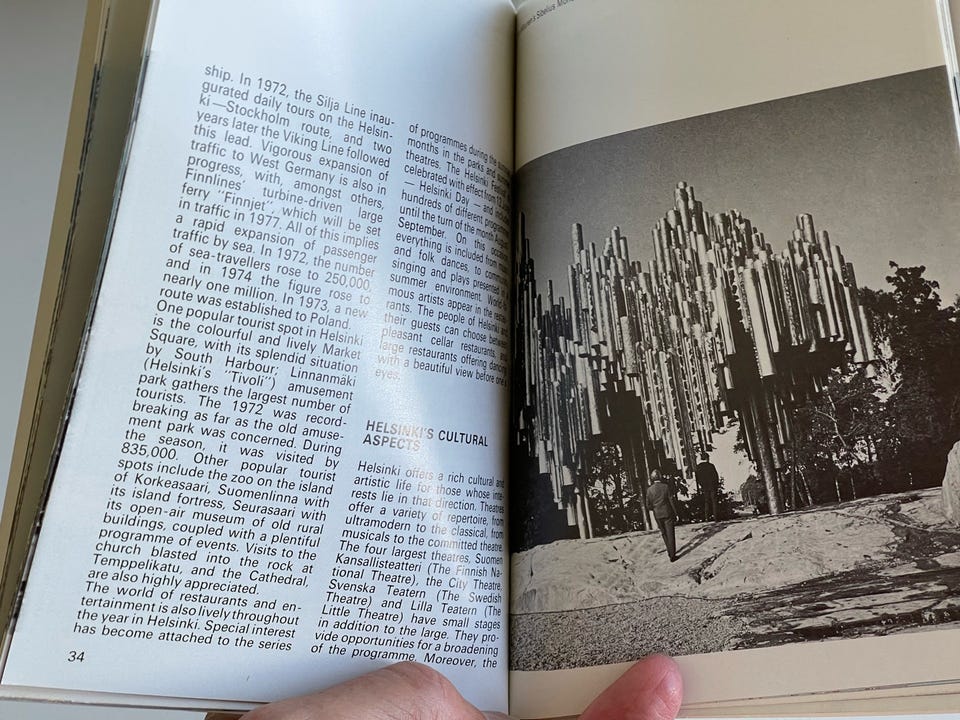 ship. In 1972, the Silja Line inau-
gurated daily tours on the Helsin-
ki—Stockholm route, and two
years later the Viking Line followed
this lead. Vigorous expansion of
traffic to West Germany is also in
progress, with, amongst others,
Finnlines' turbine-driven large
ferry "Finnjet", which will be set
in traffic in 1977. All of this implies
a rapid expansion of passenger
traffic by sea. In 1972, the number
of sea-travellers rose to 250,000,
and in 1974 the figure rose to
nearly one million. In 1973, a new
route was established to Poland.
One popular tourist spot in Helsinki
is the colourful and lively Market
Square, with its splendid situation
by South Harbour; Linnanmäki
(Helsinki's "Tivoli") amusement
park gathers the largest number of
tourists. The 1972 was record-
breaking as far as the old amuse-
ment park was concerned. During
the season, it was visited by
835,000. Other popular tourist
spots include the zoo on the island
of Korkeasaari, Suomenlinna with
its island fortress, Seurasaari with
its open-air museum of old rural
buildings, coupled with a plentiful
programme of events. Visits to the
church blasted into the rock at
Temppelikatu, and the Cathedral,
are also highly appreciated.
The world of restaurants and en-
tertainment is also lively throughout
the year in Helsinki. Special interest
has become attached to the series
34
of programmes during the
months in the parks and
theatres. The Helsinki
celebrated with effect from 12
— Helsinki Day — and
hundreds of different
until the turn of the month
September. On this
everything is included from
and folk dances, to
singing and plays presented
summer environment.
mous artists appear in the
rants. The people of Helsinki
their guests can choose
pleasant cellar restaurants,
large restaurants offering
with a beautiful view before
eyes.
HELSINKI'S CULTURAL
ASPECTS
Helsinki offers a rich cultural and
artistic life for those whose inte-
rests lie in that direction. Theatres
offer a variety of repertoire, from
ultramodern to the classical, from
musicals to the committed theatre.
The four largest theatres, Suomen
Kansallisteatteri (The Finnish Na-
tional Theatre), the City Theatre,
Svenska Teatern (The Swedish
Theatre) and Lilla Teatern (The
Little Theatre) have small stages
in addition to the large. They pro-
vide opportunities for a broadening
of the programme. Moreover, the
Sibelius